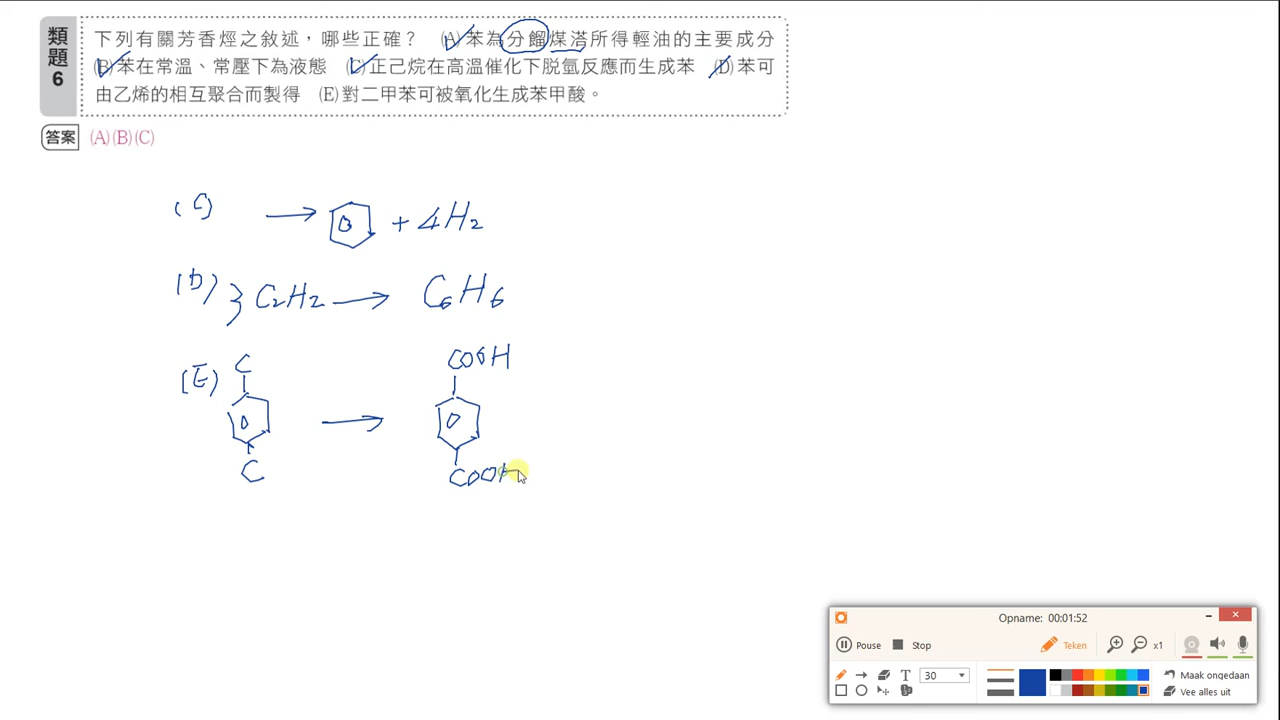 類題6
下列有關芳香烴之敘述，哪些正確？ (A)苯為分餾煤溚所得輕油的主要成分
(B)苯在常溫、常壓下為液態 (C)正己烷在高溫催化下脫氫反應而生成苯 (D)苯可
由乙烯的相互聚合而製得 (E)對二甲苯可被氧化生成苯甲酸。
答案 (A)(B)(C)
(C) → + 4H2
(D) 3C2H2 → C6H6
COOH
(E) C
→
C
COOH
Opname: 00:01:52
Pause Stop Teken x1
T 30 Maak ongedaan
Vee alles uit